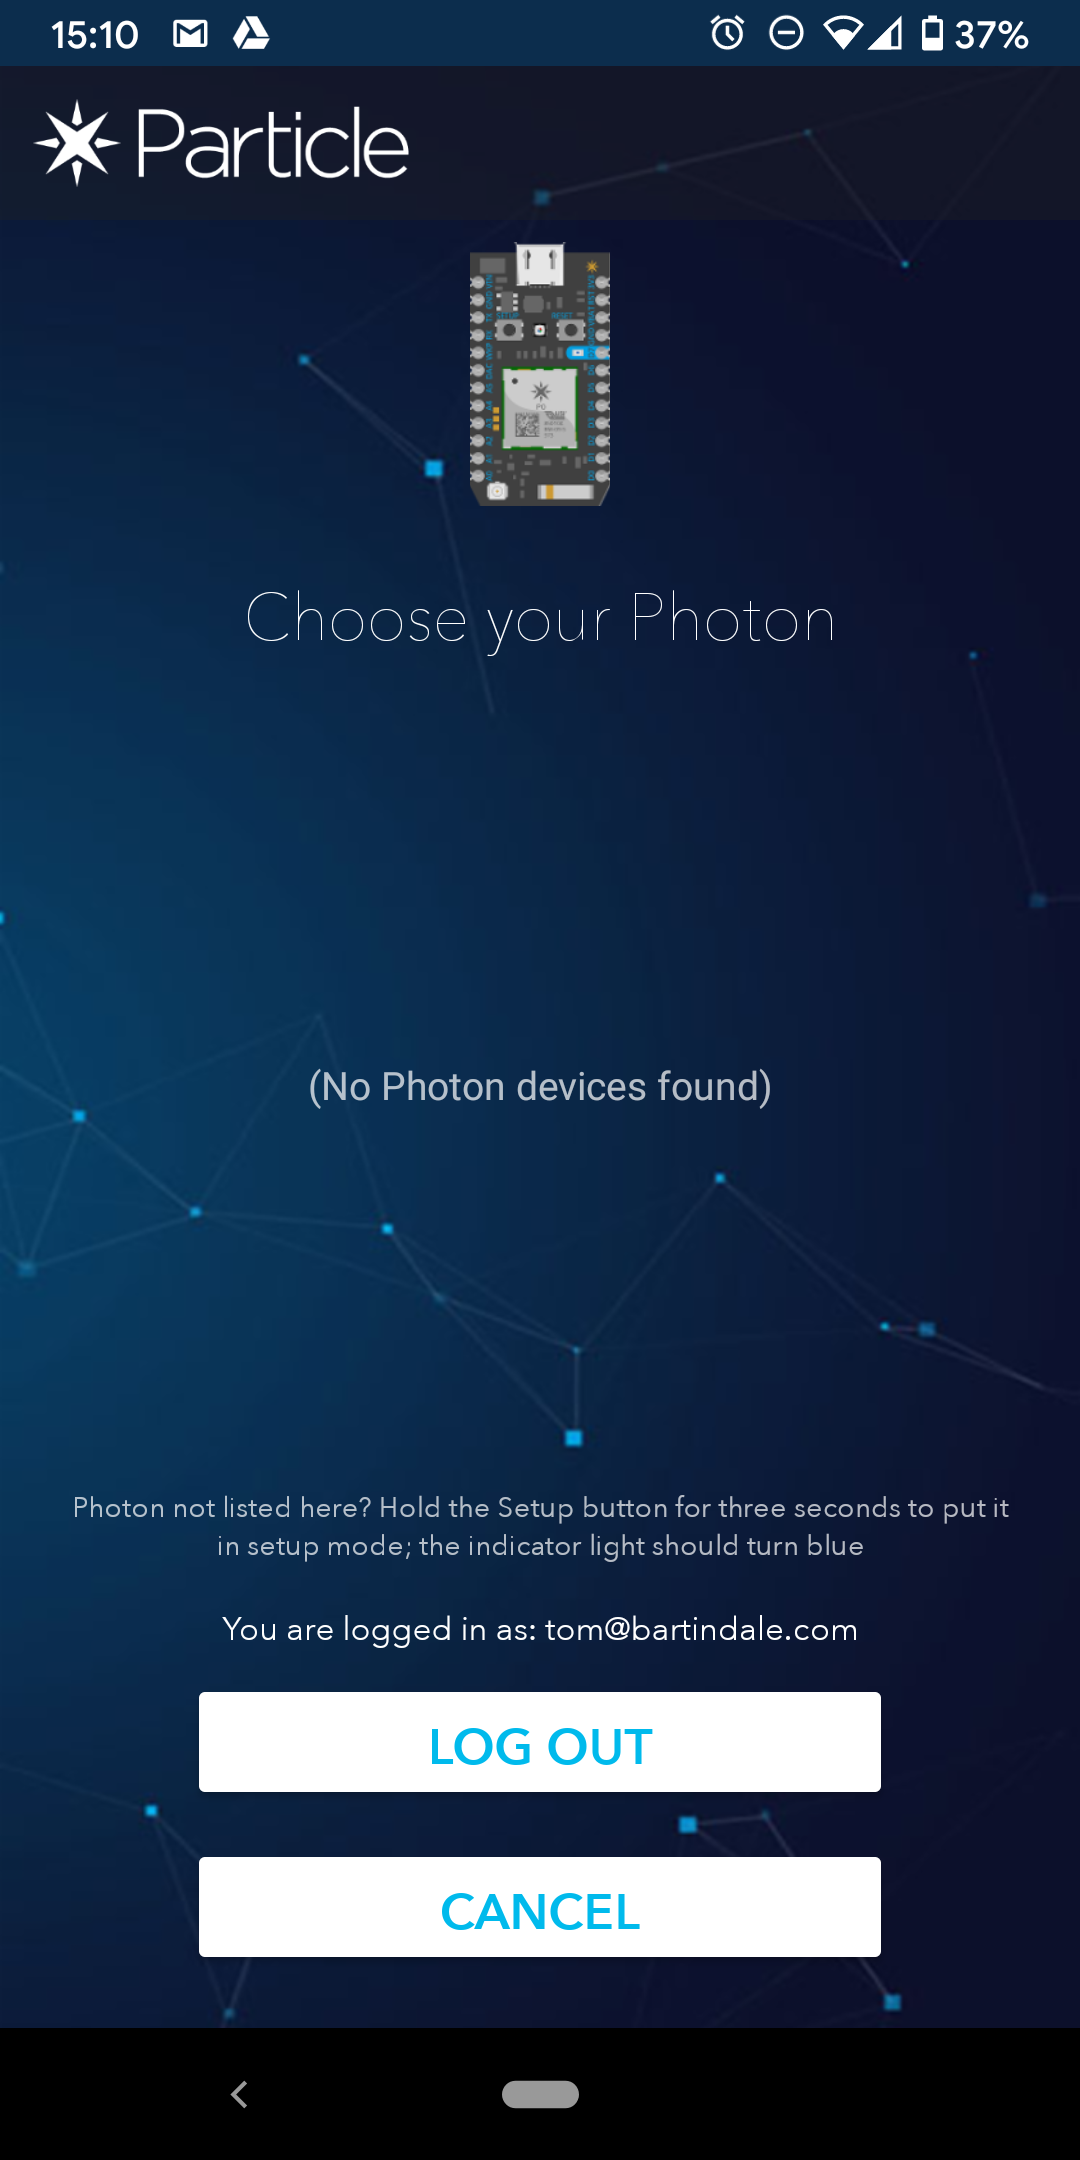 15:10
37%
Particle
SETUP RESET
Choose your Photon
(No Photon devices found)
Photon not listed here? Hold the Setup button for three seconds to put it
in setup mode; the indicator light should turn blue
You are logged in as: tom@bartindale.com
LOG OUT
CANCEL